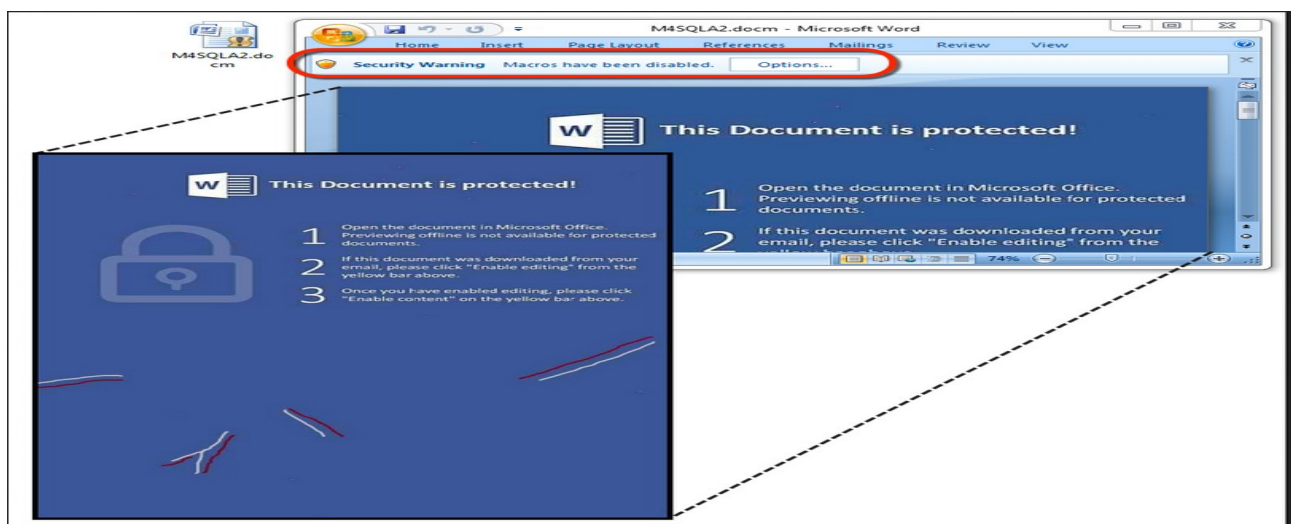 M4SQLA2.docm - Microsoft Word
Home Insert Page Layout References Mailings Review View
M4SQLA2.do
cm
Security Warning Macros have been disabled. Options...
W This Document is protected!
1 Open the document in Microsoft Office.
Previewing offline is not available for protected
documents.
2 If this document was downloaded from your
email, please click "Enable editing" from the
74%
W This Document is protected!
1 Open the document in Microsoft Office.
Previewing offline is not available for protected
documents.
2 If this document was downloaded from your
email, please click "Enable editing" from the
yellow bar above.
3 Once you have enabled editing, please click
"Enable content" on the yellow bar above.